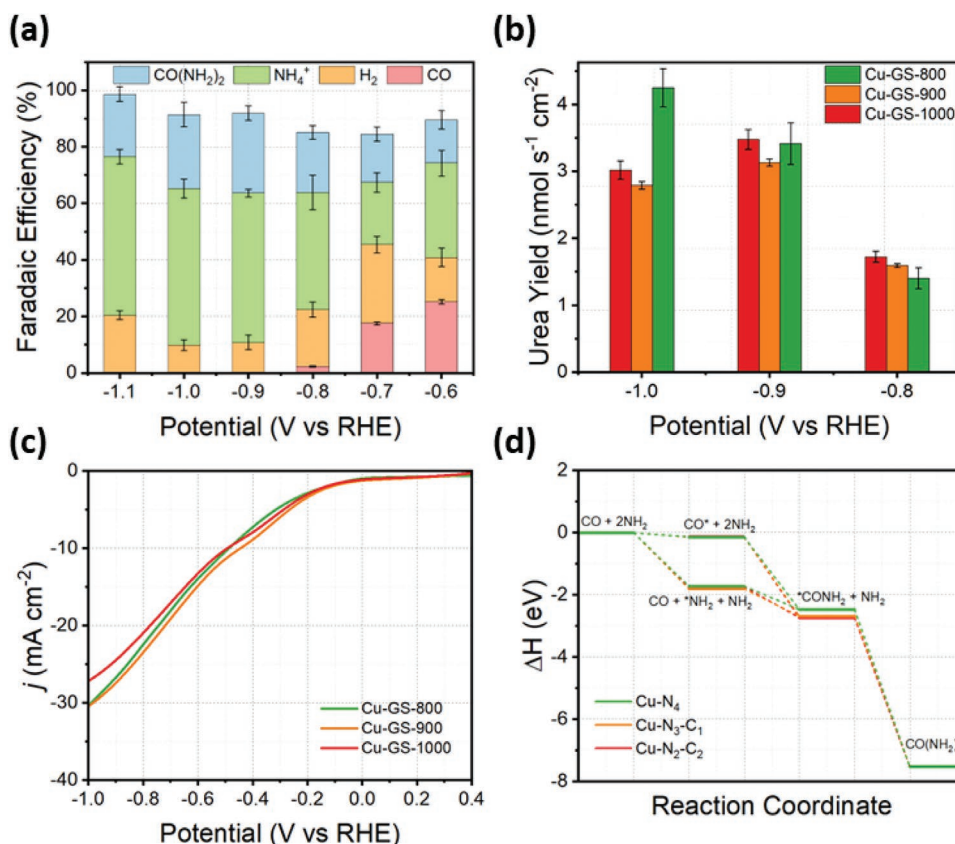 (a)
CO(NH₂)₂ NH₄⁺ H₂ CO
100
80
60
40
20
0
Faradaic Efficiency (%)
-1.1 -1.0 -0.9 -0.8 -0.7 -0.6
Potential (V vs RHE)
(b)
Cu-GS-800
Cu-GS-900
Cu-GS-1000
4
3
2
1
0
Urea Yield (nmol s⁻¹ cm⁻²)
-1.0 -0.9 -0.8
Potential (V vs RHE)
(c)
0
-10
-20
-30
-40
j (mA cm⁻²)
Cu-GS-800
Cu-GS-900
Cu-GS-1000
-1.0 -0.8 -0.6 -0.4 -0.2 0.0 0.2 0.4
Potential (V vs RHE)
(d)
2
0
-2
-4
-6
-8
ΔH (eV)
CO + 2NH₂
CO* + 2NH₂
CO + *NH₂ + NH₂
*CONH₂ + NH₂
CO(NH₂)
Cu-N₄
Cu-N₃-C₁
Cu-N₂-C₂
Reaction Coordinate